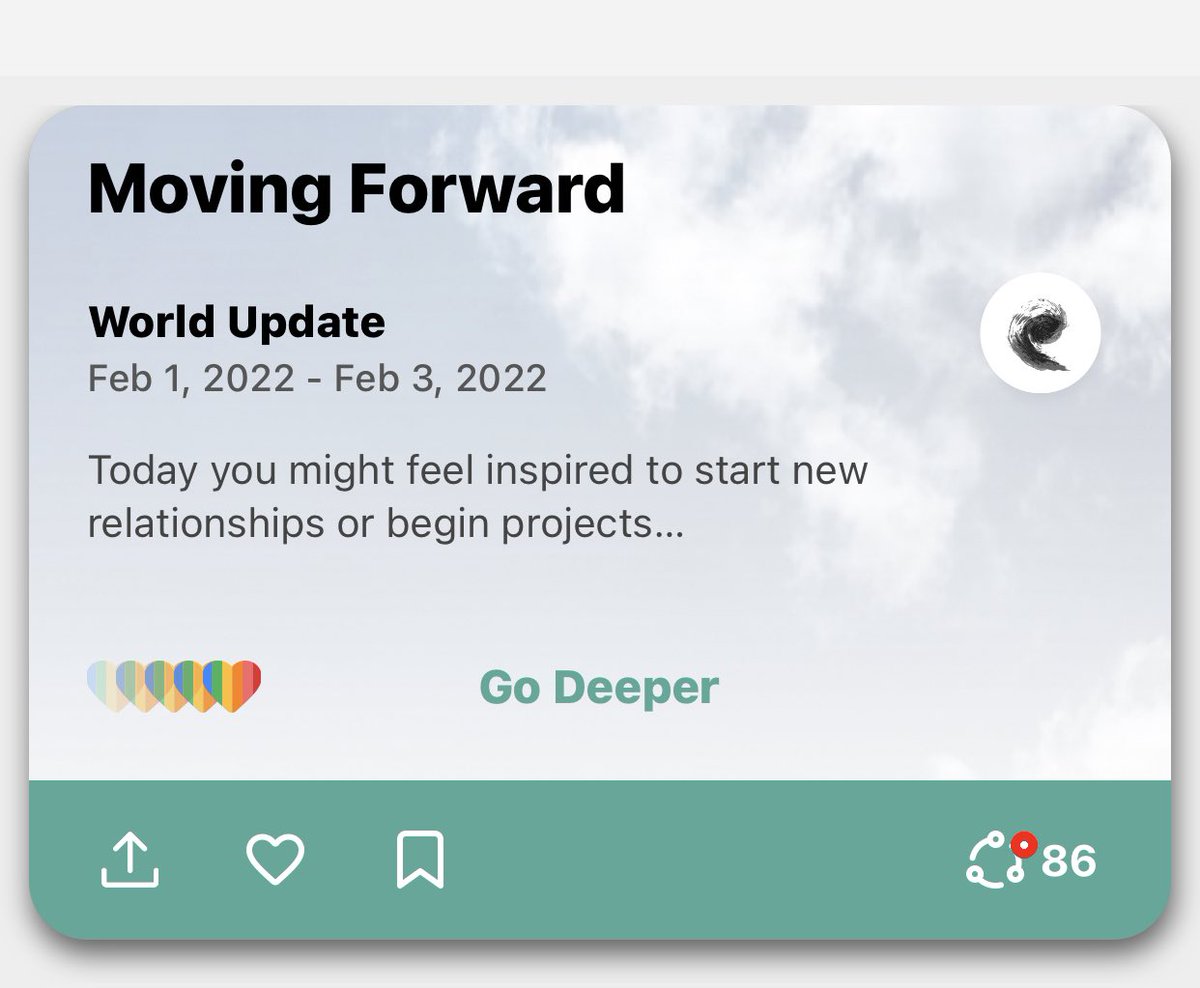 Moving Forward
World Update
Feb 1, 2022 - Feb 3, 2022
Today you might feel inspired to start new
relationships or begin projects...
Go Deeper
86